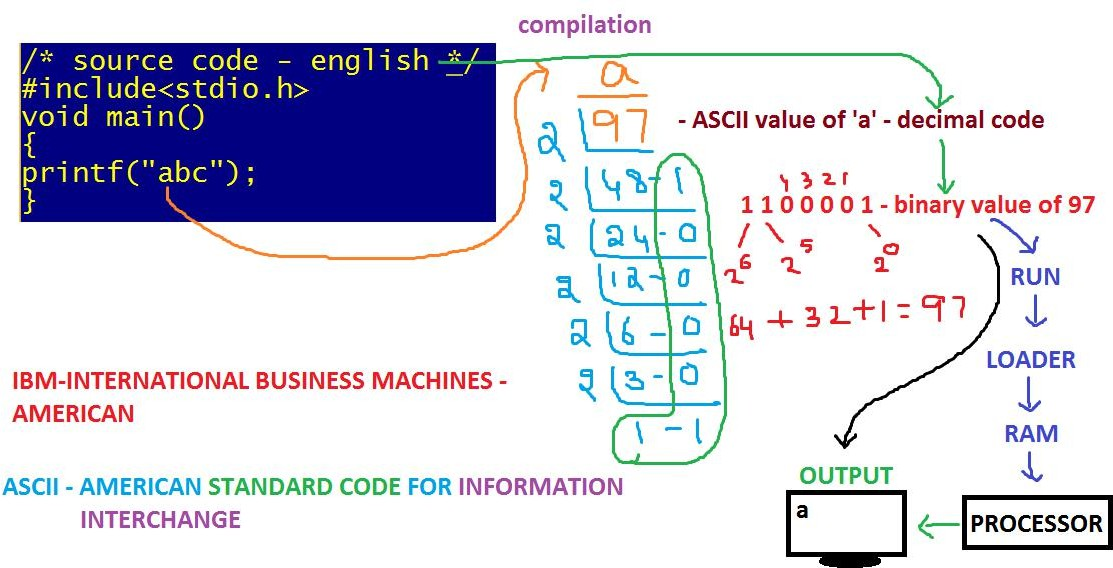 compilation
/* source code - english */
#include<stdio.h>
void main()
{
printf("abc");
}
a
97
2
- ASCII value of 'a' - decimal code
2 48 - 1
2 24 - 0
2 12 - 0
2 6 - 0
2 3 - 0
1 - 1
4 3 2 1
1 1 0 0 0 0 1 - binary value of 97
2^6 2^5 2^0
64 + 32 + 1 = 97
RUN
LOADER
RAM
PROCESSOR
OUTPUT
a
IBM-INTERNATIONAL BUSINESS MACHINES -
AMERICAN
ASCII - AMERICAN STANDARD CODE FOR INFORMATION
INTERCHANGE